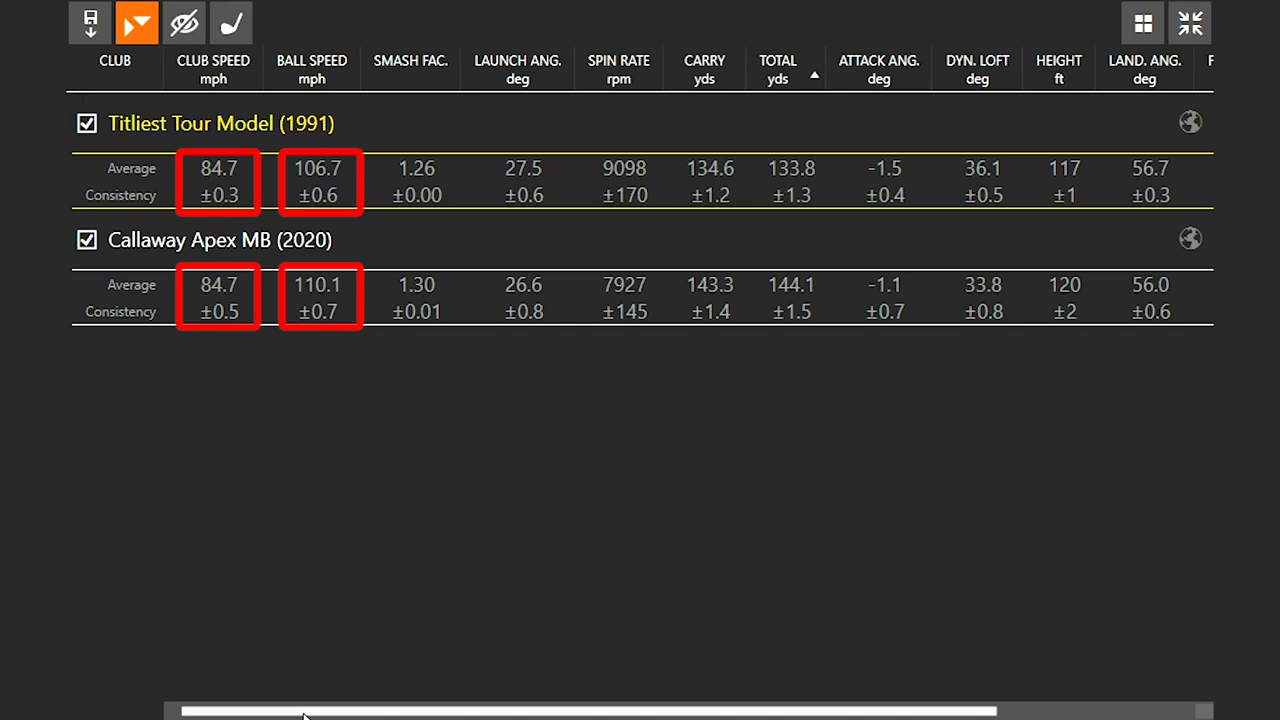 CLUB CLUB SPEED BALL SPEED SMASH FAC. LAUNCH ANG. SPIN RATE CARRY TOTAL ATTACK ANG. DYN. LOFT HEIGHT LAND. ANG. F
mph mph deg rpm yds yds deg deg ft deg
Titliest Tour Model (1991)
Average 84.7 106.7 1.26 27.5 9098 134.6 133.8 -1.5 36.1 117 56.7
Consistency ±0.3 ±0.6 ±0.00 ±0.6 ±170 ±1.2 ±1.3 ±0.4 ±0.5 ±1 ±0.3
Callaway Apex MB (2020)
Average 84.7 110.1 1.30 26.6 7927 143.3 144.1 -1.1 33.8 120 56.0
Consistency ±0.5 ±0.7 ±0.01 ±0.8 ±145 ±1.4 ±1.5 ±0.7 ±0.8 ±2 ±0.6